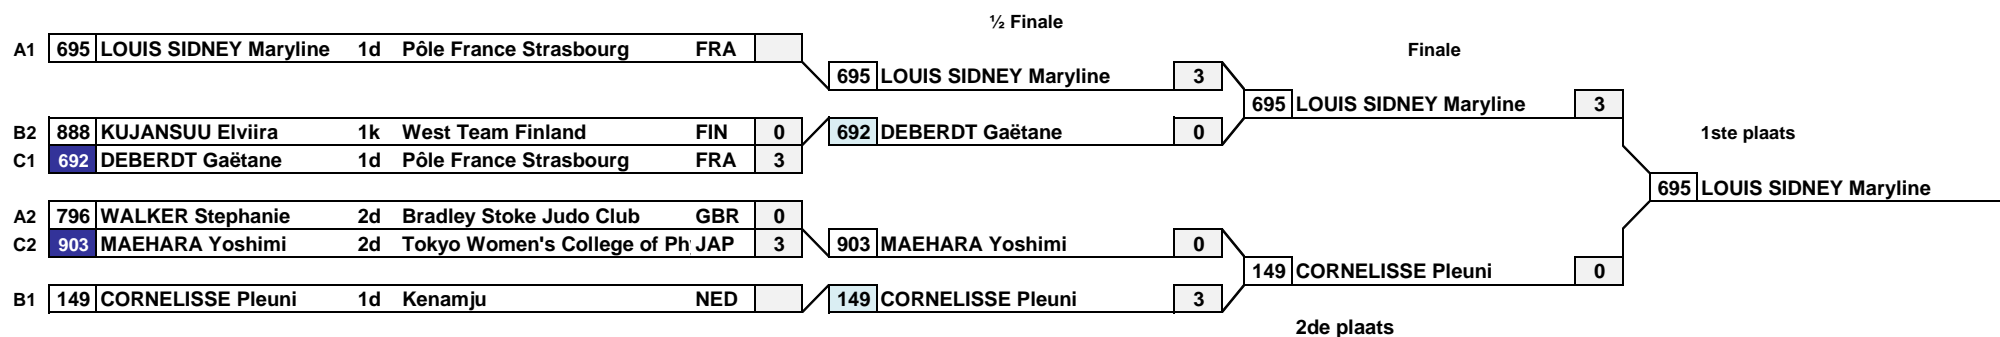 ½ Finale
A1 695 LOUIS SIDNEY Maryline 1d Pôle France Strasbourg FRA
Finale
695 LOUIS SIDNEY Maryline 3
695 LOUIS SIDNEY Maryline 3
B2 888 KUJANSUU Elviira 1k West Team Finland FIN 0
692 DEBERDT Gaëtane 0
1ste plaats
C1 692 DEBERDT Gaëtane 1d Pôle France Strasbourg FRA 3
695 LOUIS SIDNEY Maryline
A2 796 WALKER Stephanie 2d Bradley Stoke Judo Club GBR 0
C2 903 MAEHARA Yoshimi 2d Tokyo Women's College of Ph JAP 3
903 MAEHARA Yoshimi 0
149 CORNELISSE Pleuni 0
B1 149 CORNELISSE Pleuni 1d Kenamju NED
149 CORNELISSE Pleuni 3
2de plaats